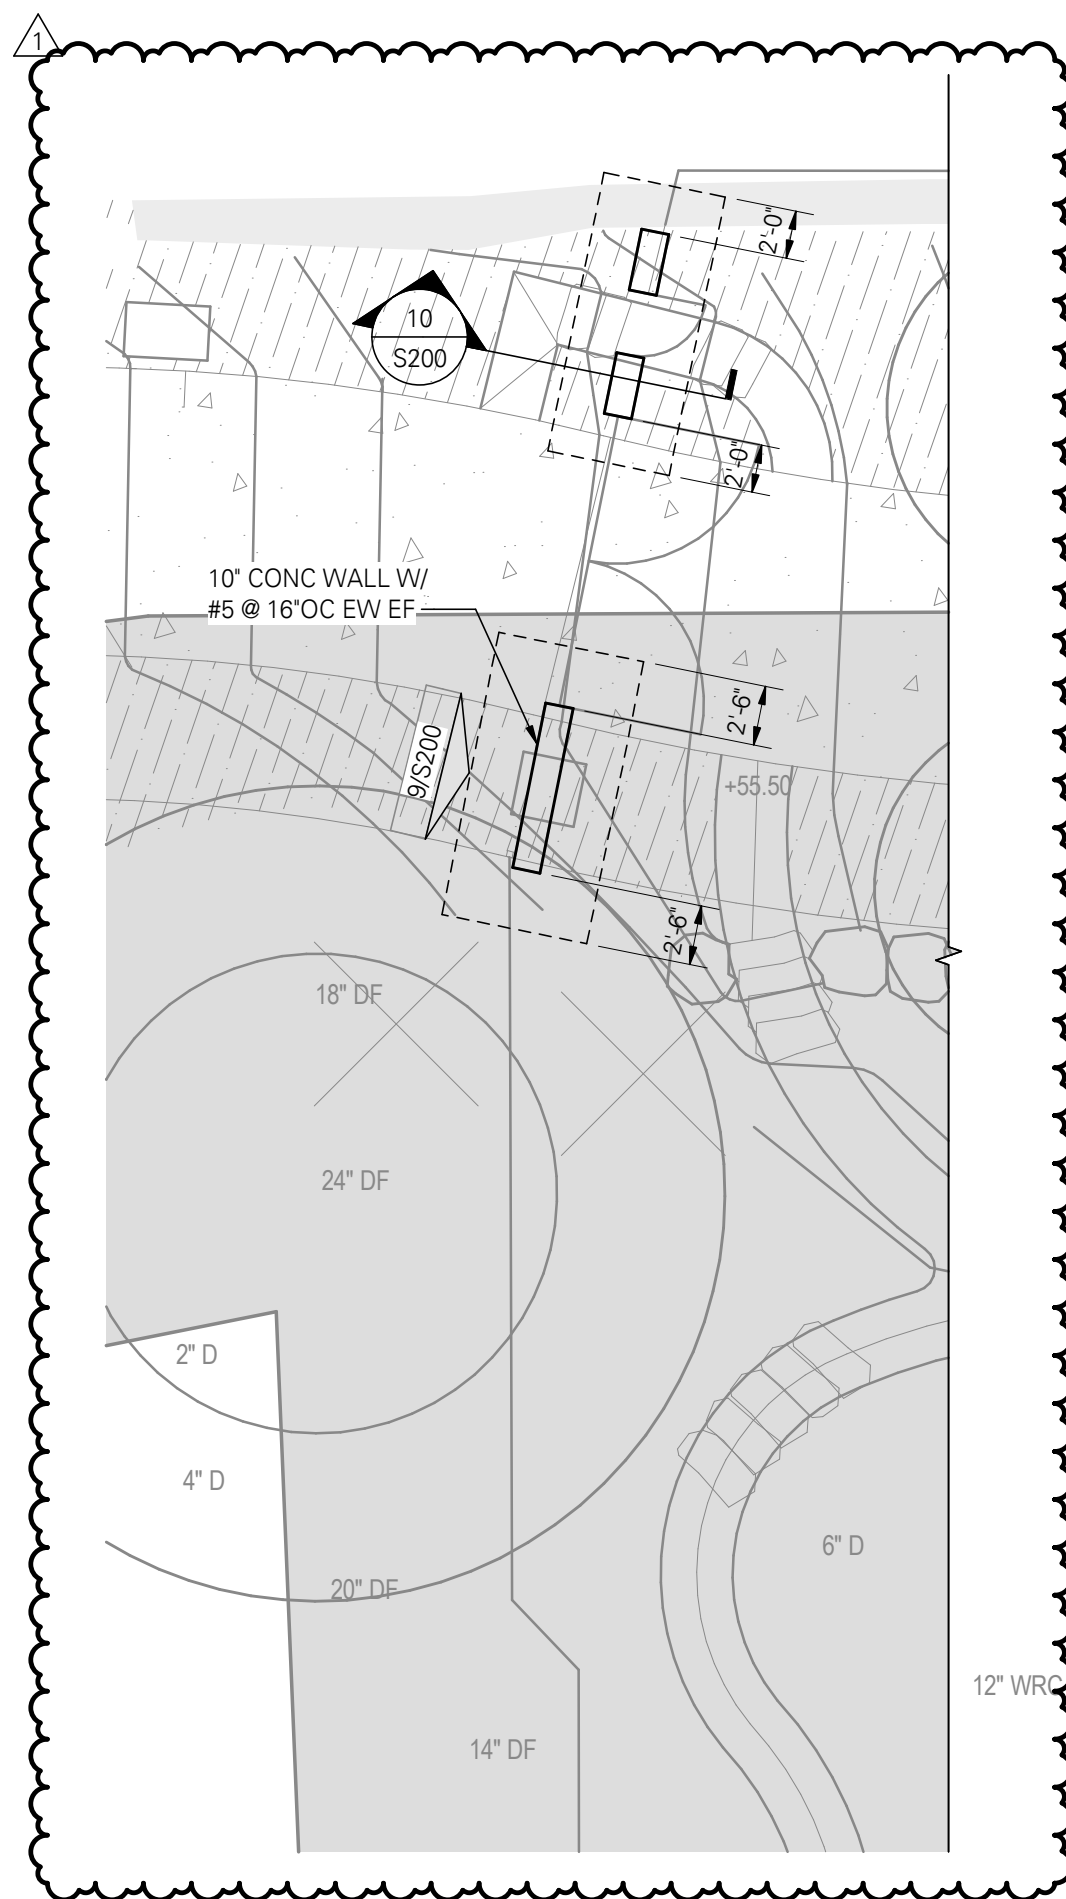 1
2'-0"
10
S200
2'-0"
10" CONC WALL W/
#5 @ 16"OC EW EF
2'-6"
9/S200
+55.50
2'-6"
18" DF
24" DF
2" D
4" D
6" D
20" DF
12" WRC
14" DF